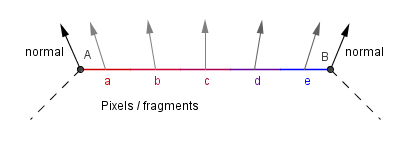 normal A B normal
a b c d e
Pixels / fragments